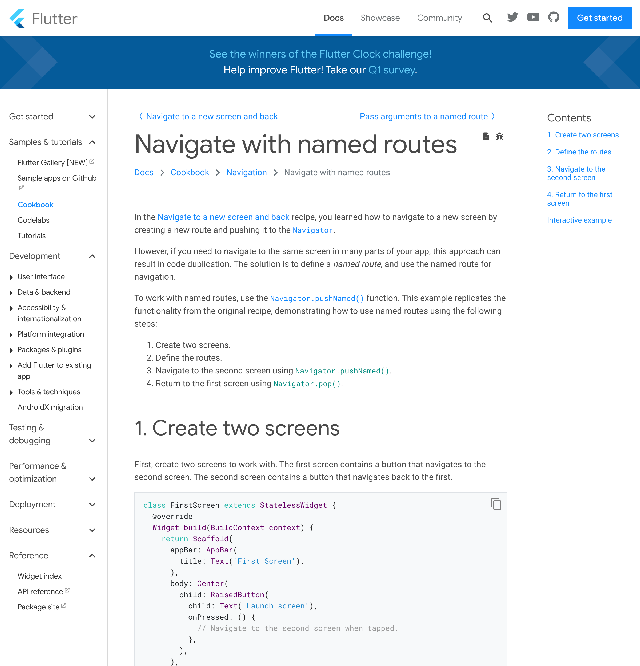 Flutter
Docs
Showcase
Community
Get started
See the winners of the Flutter Clock challenge!
Help improve Flutter! Take our Q1 survey.
Get started
Samples & tutorials
Flutter Gallery [NEW]
Sample apps on Github
Cookbook
Codelabs
Tutorials
Development
User interface
Data & backend
Accessibility &
internationalization
Platform integration
Packages & plugins
Add Flutter to existing
app
Tools & techniques
AndroidX migration
Testing &
debugging
Performance &
optimization
Deployment
Resources
Reference
Widget index
API reference
Package site
‹ Navigate to a new screen and back
Pass arguments to a named route ›
Navigate with named routes
Docs > Cookbook > Navigation > Navigate with named routes
In the Navigate to a new screen and back recipe, you learned how to navigate to a new screen by
creating a new route and pushing it to the Navigator.
However, if you need to navigate to the same screen in many parts of your app, this approach can
result in code duplication. The solution is to define a named route, and use the named route for
navigation.
To work with named routes, use the Navigator.pushNamed() function. This example replicates the
functionality from the original recipe, demonstrating how to use named routes using the following
steps:
1. Create two screens.
2. Define the routes.
3. Navigate to the second screen using Navigator.pushNamed().
4. Return to the first screen using Navigator.pop().
1. Create two screens
First, create two screens to work with. The first screen contains a button that navigates to the
second screen. The second screen contains a button that navigates back to the first.
class FirstScreen extends StatelessWidget {
@override
Widget build(BuildContext context) {
return Scaffold(
appBar: AppBar(
title: Text('First Screen'),
),
body: Center(
child: RaisedButton(
child: Text('Launch screen'),
onPressed: () {
// Navigate to the second screen when tapped.
},
),
),
Contents
1. Create two screens
2. Define the routes
3. Navigate to the
second screen
4. Return to the first
screen
Interactive example